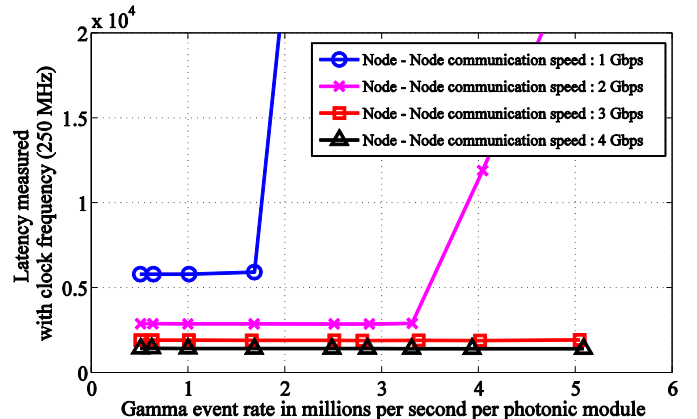 x 10^4
2
1.5
1
0.5
0
Latency measured
with clock frequency (250 MHz)
Node - Node communication speed : 1 Gbps
Node - Node communication speed : 2 Gbps
Node - Node communication speed : 3 Gbps
Node - Node communication speed : 4 Gbps
0 1 2 3 4 5 6
Gamma event rate in millions per second per photonic module